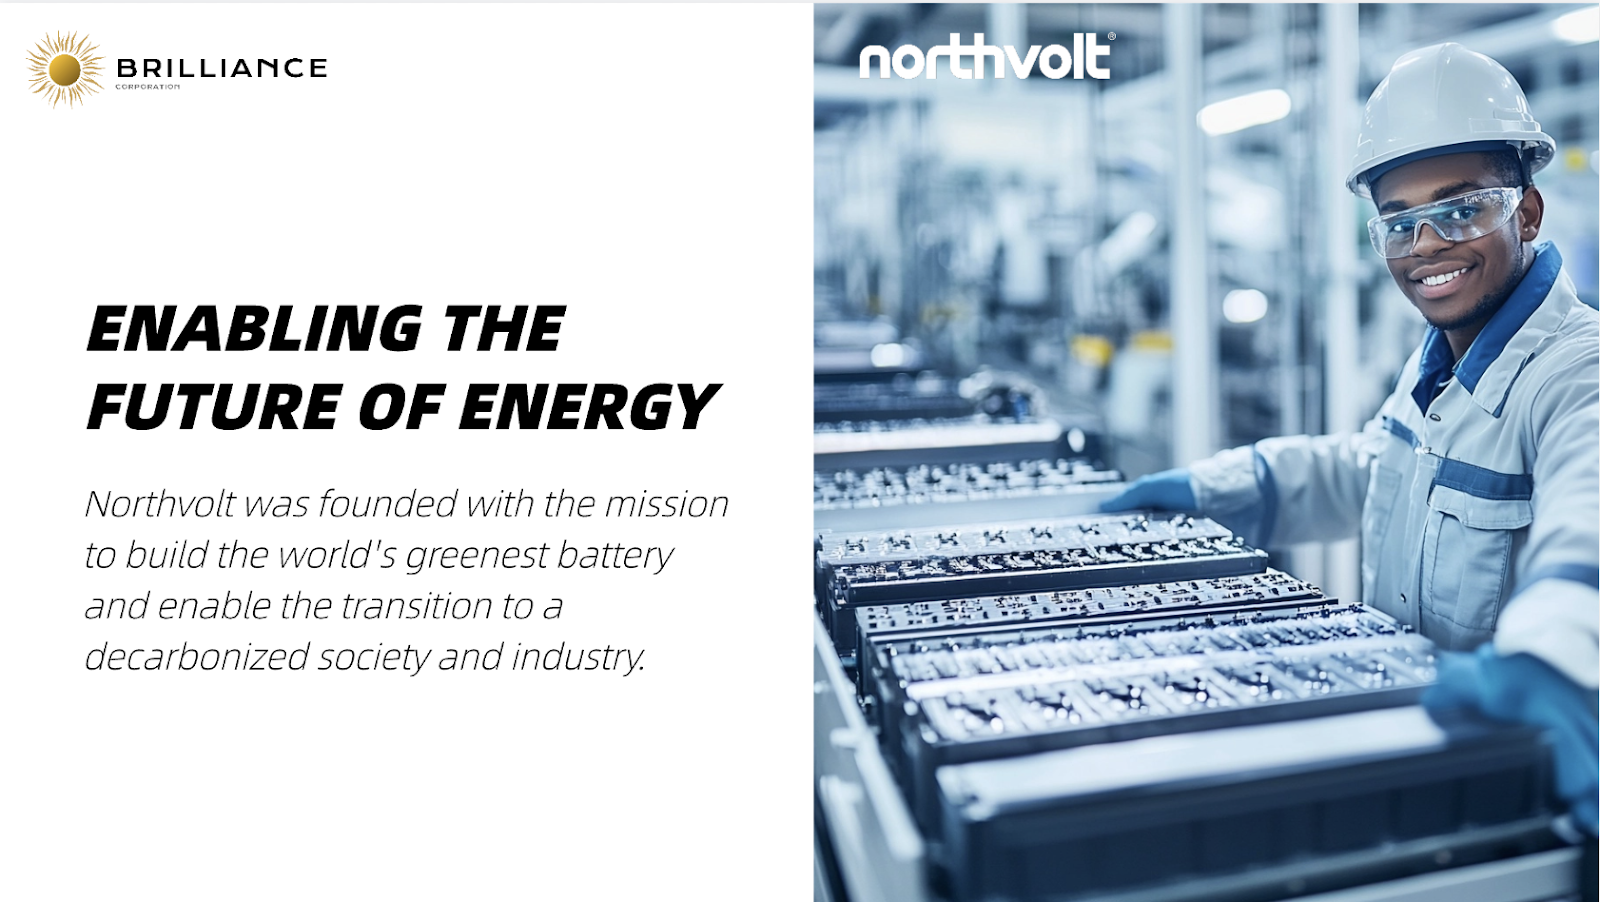 BRILLIANCE
CORPORATION
northvolt®
ENABLING THE
FUTURE OF ENERGY
Northvolt was founded with the mission
to build the world's greenest battery
and enable the transition to a
decarbonized society and industry.